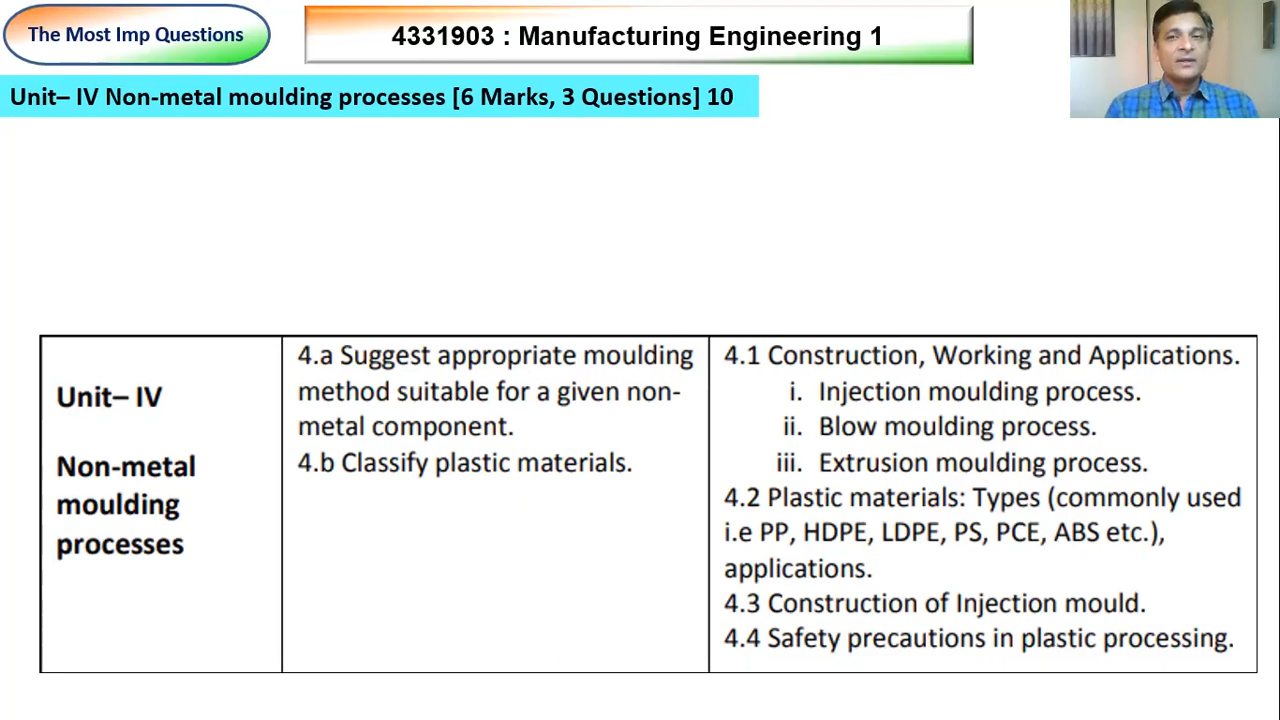 The Most Imp Questions
4331903 : Manufacturing Engineering 1
Unit– IV Non-metal moulding processes [6 Marks, 3 Questions] 10
Unit– IV
Non-metal
moulding
processes
4.a Suggest appropriate moulding
method suitable for a given non-
metal component.
4.b Classify plastic materials.
4.1 Construction, Working and Applications.
i. Injection moulding process.
ii. Blow moulding process.
iii. Extrusion moulding process.
4.2 Plastic materials: Types (commonly used
i.e PP, HDPE, LDPE, PS, PCE, ABS etc.),
applications.
4.3 Construction of Injection mould.
4.4 Safety precautions in plastic processing.